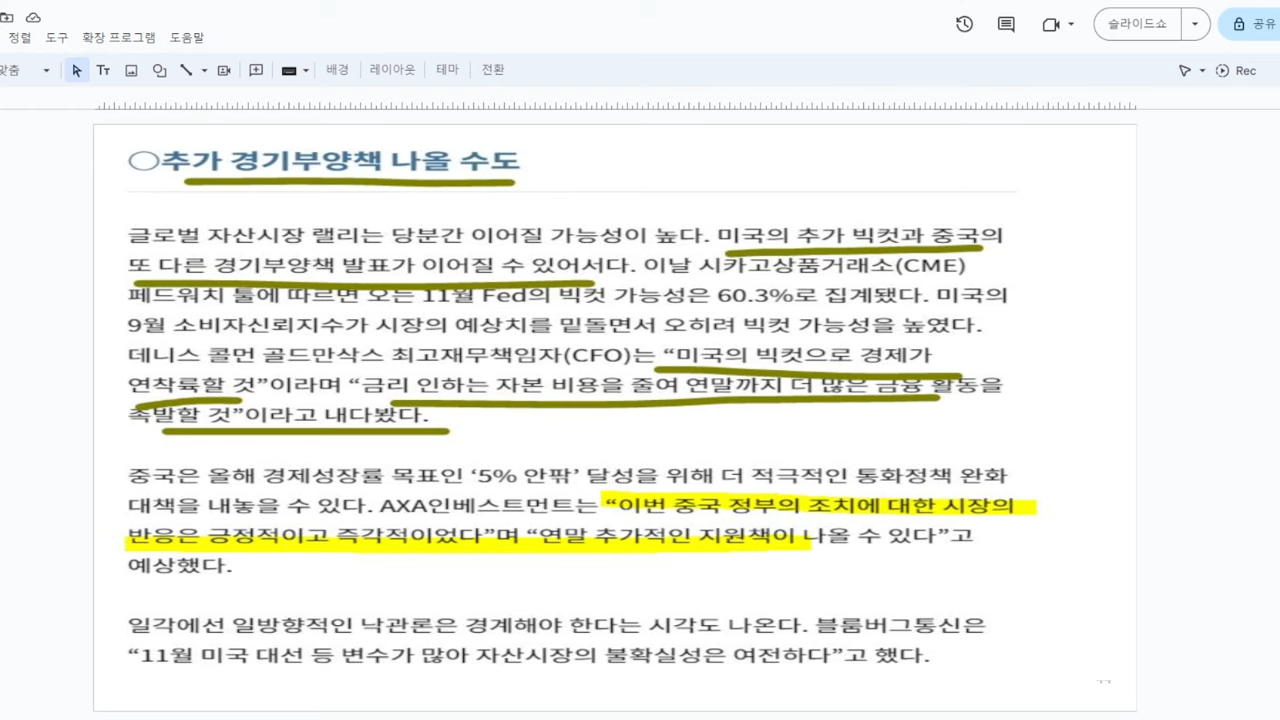 정렬 도구 확장 프로그램 도움말
슬라이드쇼
공유
맞춤
배경 레이아웃 테마 전환
Rec
○추가 경기부양책 나올 수도
글로벌 자산시장 랠리는 당분간 이어질 가능성이 높다. 미국의 추가 빅컷과 중국의
또 다른 경기부양책 발표가 이어질 수 있어서다. 이날 시카고상품거래소(CME)
페드워치 툴에 따르면 오는 11월 Fed의 빅컷 가능성은 60.3%로 집계됐다. 미국의
9월 소비자신뢰지수가 시장의 예상치를 밑돌면서 오히려 빅컷 가능성을 높였다.
데니스 콜먼 골드만삭스 최고재무책임자(CFO)는 “미국의 빅컷으로 경제가
연착륙할 것”이라며 “금리 인하는 자본 비용을 줄여 연말까지 더 많은 금융 활동을
촉발할 것”이라고 내다봤다.
중국은 올해 경제성장률 목표인 ‘5% 안팎’ 달성을 위해 더 적극적인 통화정책 완화
대책을 내놓을 수 있다. AXA인베스트먼트는 “이번 중국 정부의 조치에 대한 시장의
반응은 긍정적이고 즉각적이었다”며 “연말 추가적인 지원책이 나올 수 있다”고
예상했다.
일각에선 일방향적인 낙관론은 경계해야 한다는 시각도 나온다. 블룸버그통신은
“11월 미국 대선 등 변수가 많아 자산시장의 불확실성은 여전하다”고 했다.